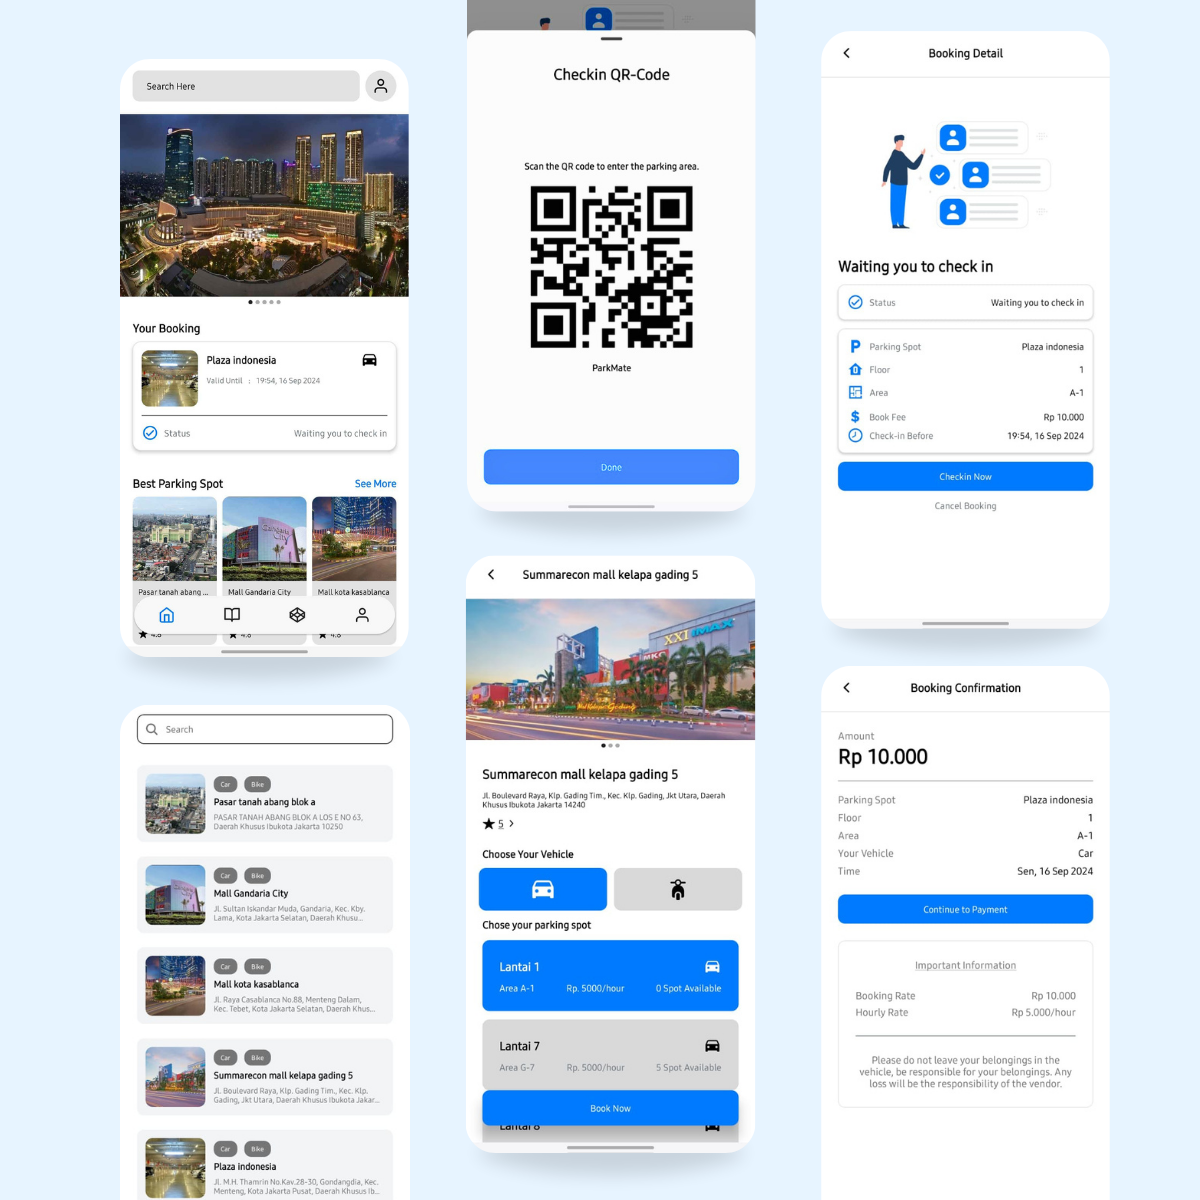 Search Here
Your Booking
Plaza indonesia
Valid Until : 19:54, 16 Sep 2024
Status Waiting you to check in
Best Parking Spot See More
Gandaria
City
Pasar tanah abang ... Mall Gandaria City Mall kota kasablanca
4.8 4.8 4.8
Search
Car Bike
Pasar tanah abang blok a
PASAR TANAH ABANG BLOK A LOS E NO 63,
Daerah Khusus Ibukota Jakarta 10250
Car Bike
Mall Gandaria City
Jl. Sultan Iskandar Muda, Gandaria, Kec. Kby.
Lama, Kota Jakarta Selatan, Daerah Khusu...
Car Bike
Mall kota kasablanca
Jl. Raya Casablanca No.88, Menteng Dalam,
Kec. Tebet, Kota Jakarta Selatan, Daerah Khus...
Car Bike
Summarecon mall kelapa gading 5
Jl. Boulevard Raya, Klp. Gading Tim., Kec. Klp.
Gading, Jkt Utara, Daerah Khusus Ibukota Jakar...
Car Bike
Plaza indonesia
Jl. M.H. Thamrin No.Kav.28-30, Gondangdia, Kec.
Menteng, Kota Jakarta Pusat, Daerah Khusus Ib...
Checkin QR-Code
Scan the QR code to enter the parking area.
ParkMate
Done
Summarecon mall kelapa gading 5
XXI IMAX
Mal Kelapa Gading
Summarecon mall kelapa gading 5
Jl. Boulevard Raya, Klp. Gading Tim., Kec. Klp. Gading, Jkt Utara, Daerah
Khusus Ibukota Jakarta 14240
5
Choose Your Vehicle
Chose your parking spot
Lantai 1
Area A-1 Rp. 5000/hour 0 Spot Available
Lantai 7
Area G-7 Rp. 5000/hour 5 Spot Available
Book Now
Lantai 8
Booking Detail
Waiting you to check in
Status Waiting you to check in
P Parking Spot Plaza indonesia
Floor 1
Area A-1
$ Book Fee Rp 10.000
Check-in Before 19:54, 16 Sep 2024
Checkin Now
Cancel Booking
Booking Confirmation
Amount
Rp 10.000
Parking Spot Plaza indonesia
Floor 1
Area A-1
Your Vehicle Car
Time Sen, 16 Sep 2024
Continue to Payment
Important Information
Booking Rate Rp 10.000
Hourly Rate Rp 5.000/hour
Please do not leave your belongings in the
vehicle, be responsible for your belongings. Any
loss will be the responsibility of the vendor.